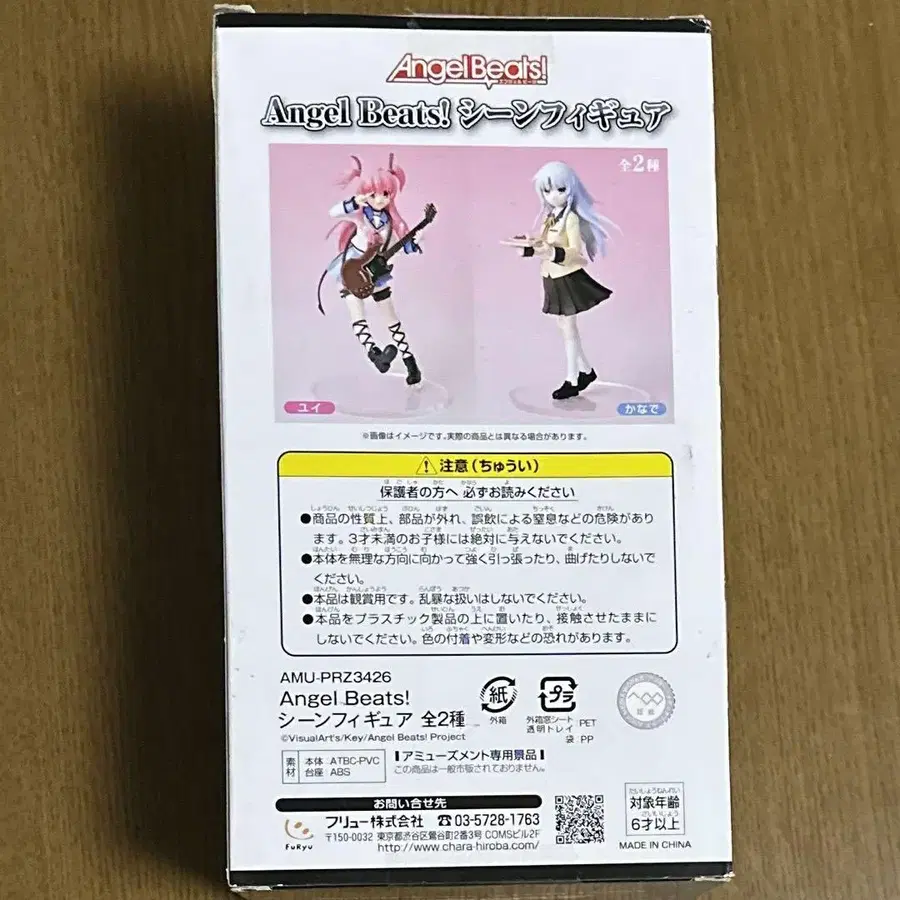 Angel Beats!
Angel Beats! シーンフィギュア
全2種
ユイ
かなで
※画像はイメージです。実際の商品とは異なる場合があります。
⚠注意（ちゅうい）
保護者の方へ 必ずお読みください
●商品の性質上、部品が外れ、誤飲による窒息などの危険があり
ます。3才未満のお子様には絶対に与えないでください。
●本体を無理な方向に向かって強く引っ張ったり、曲げたりしないで
ください。
●本品は観賞用です。乱暴な扱いはしないでください。
●本品をプラスチック製品の上に置いたり、接触させたままに
しないでください。色の付着や変形などの恐れがあります。
AMU-PRZ3426
Angel Beats!
シーンフィギュア 全2種
©VisualArt's/Key/Angel Beats! Project
紙
外箱
プラ
外箱窓シート
透明トレイ：PET
袋：PP
素材
本体：ATBC-PVC
台座：ABS
アミューズメント専用景品
この商品は一般市販されておりません。
お問い合せ先
FuRyu
フリュー株式会社 ☎03-5728-1763
〒150-0032 東京都渋谷区鶯谷町2番3号 COMSビル2F
http://www.chara-hiroba.com/
たいしょうねんれい
対象年齢
6才以上
MADE IN CHINA